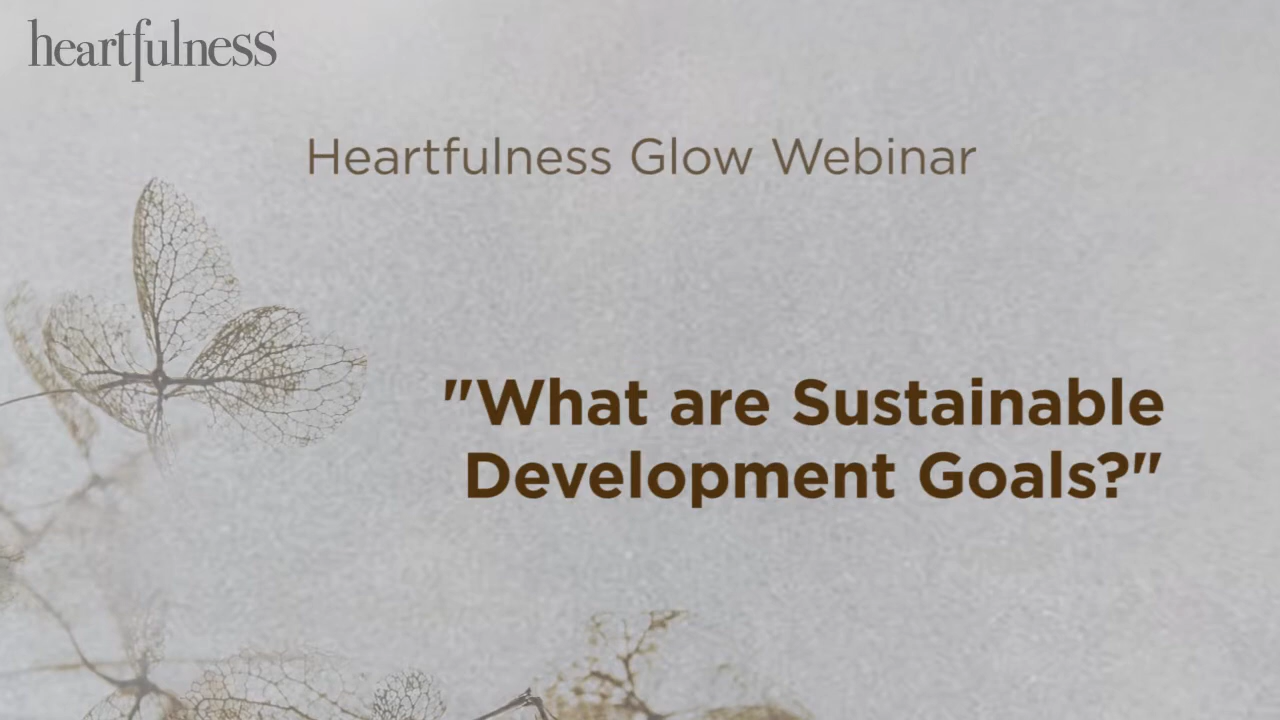 heartfulness
Heartfulness Glow Webinar
"What are Sustainable
Development Goals?"